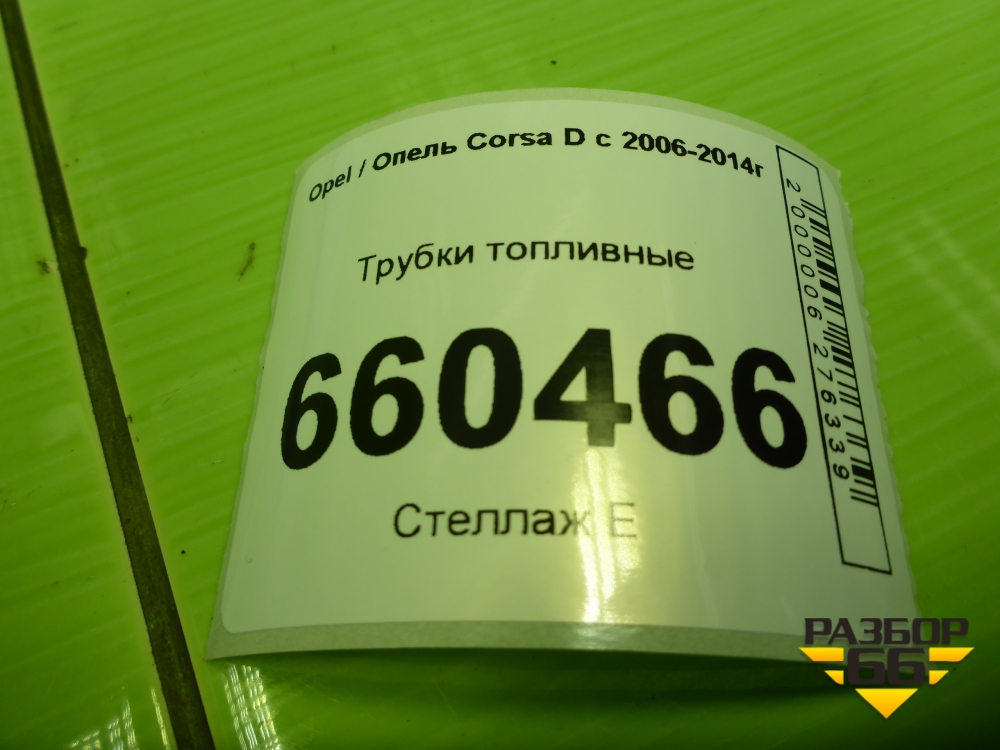 Opel / Опель Corsa D с 2006-2014г
Трубки топливные
660466
Стеллаж E
2000006276339
РАЗБОР
66